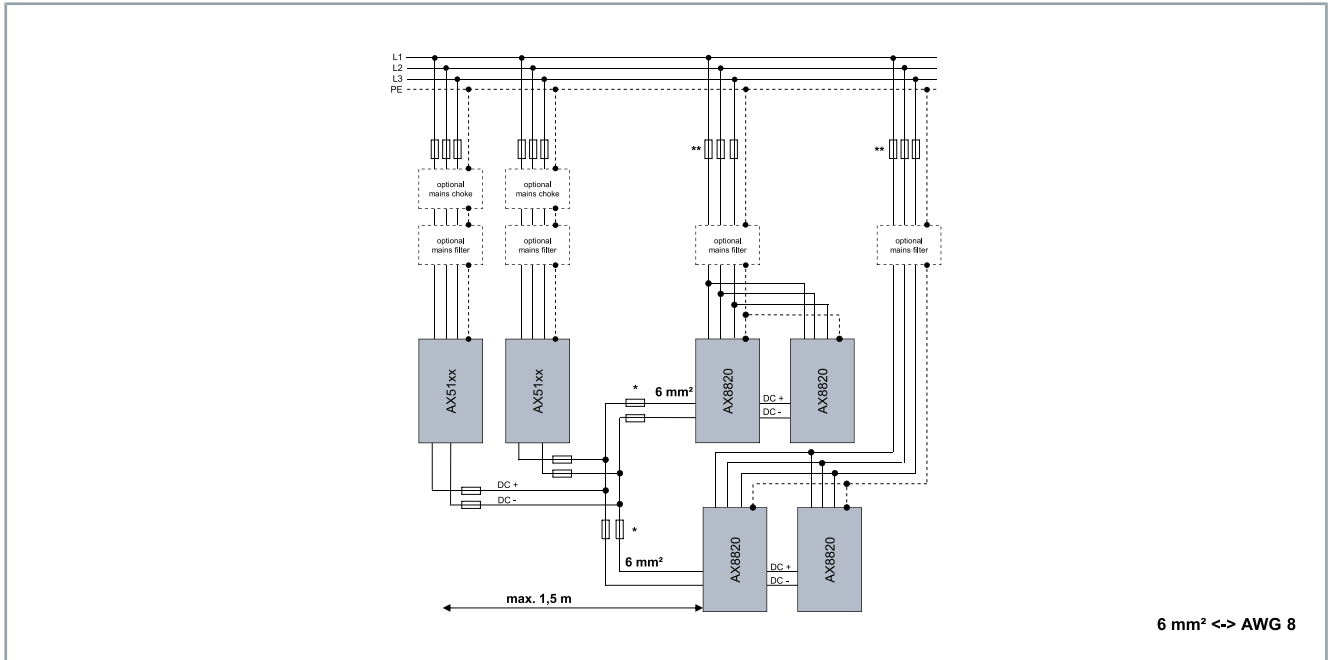 L1
L2
L3
PE
**
**
optional
mains choke
optional
mains choke
optional
mains filter
optional
mains filter
optional
mains filter
optional
mains filter
AX51xx
AX51xx
AX8820
AX8820
*
6 mm²
DC +
DC -
DC +
DC -
*
6 mm²
AX8820
AX8820
DC +
DC -
max. 1,5 m
6 mm² <-> AWG 8